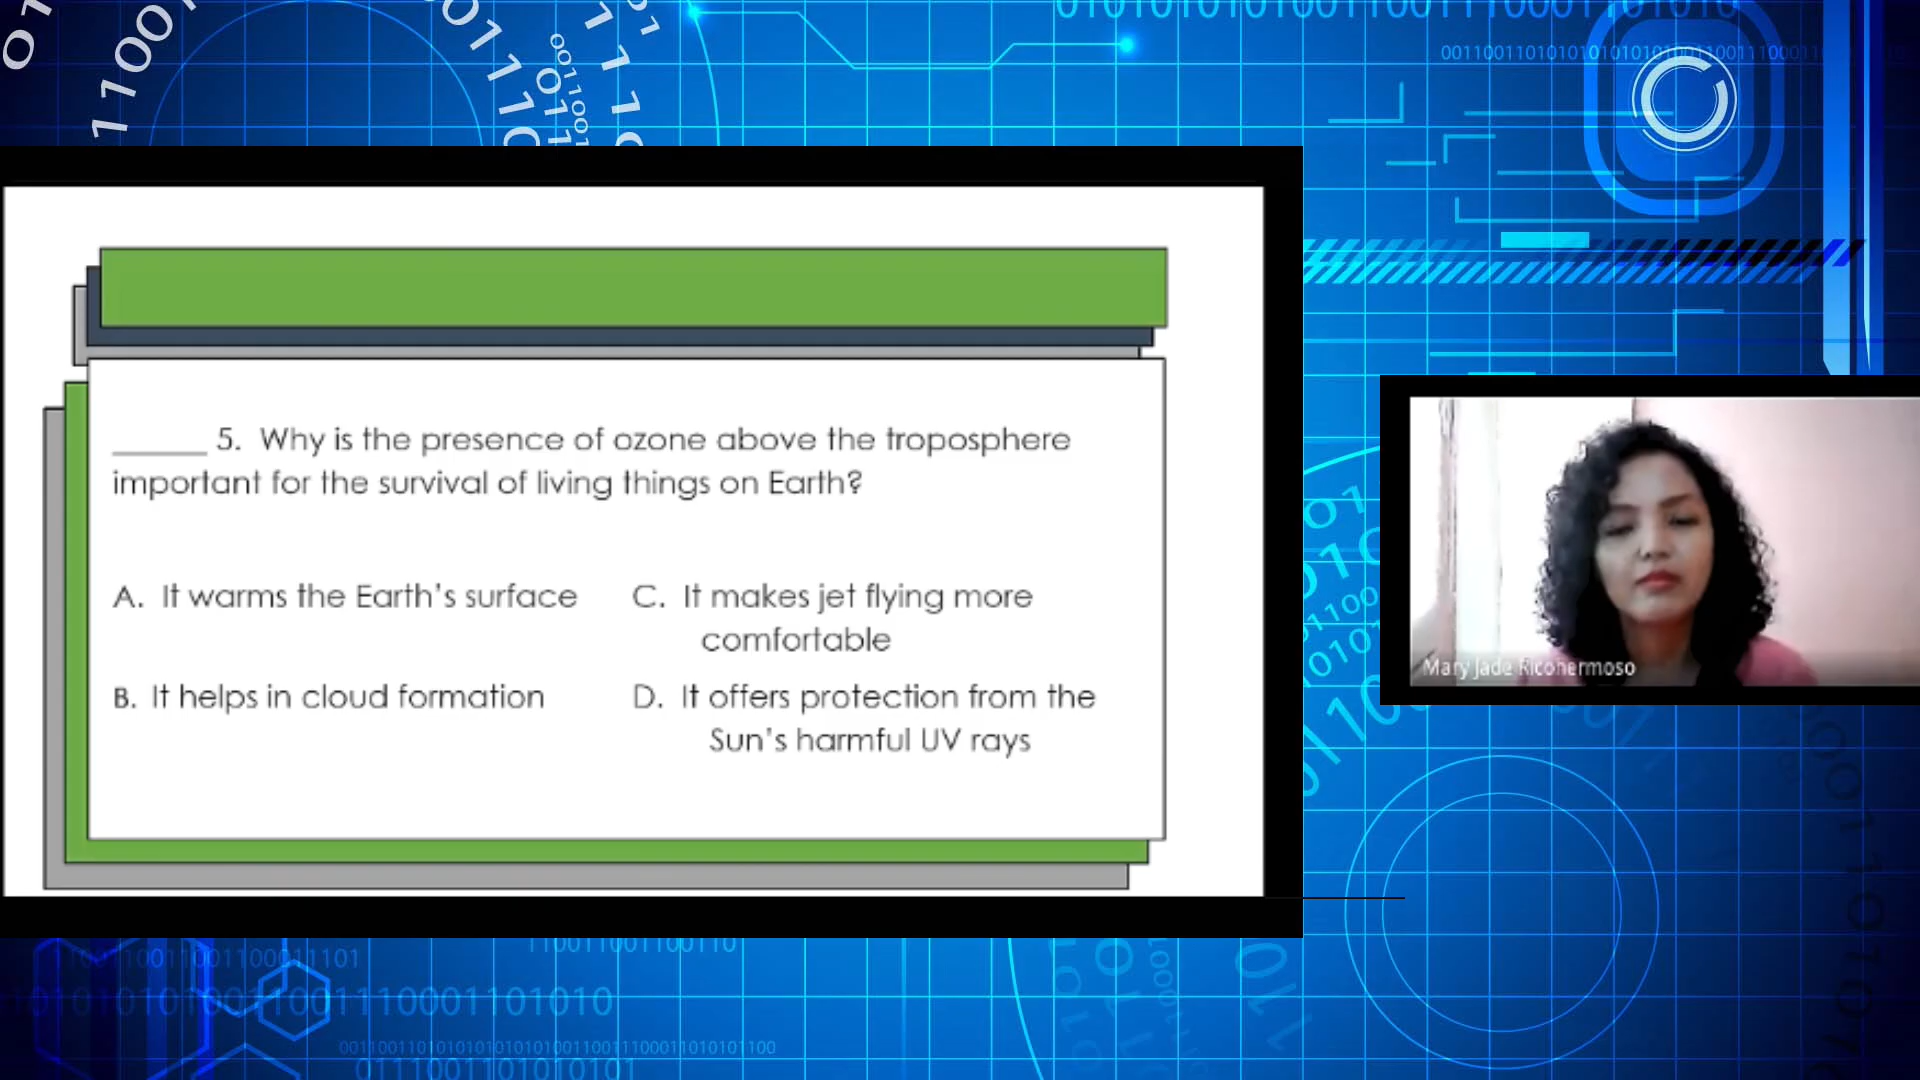 ______ 5. Why is the presence of ozone above the troposphere
important for the survival of living things on Earth?
A. It warms the Earth's surface
C. It makes jet flying more
comfortable
B. It helps in cloud formation
D. It offers protection from the
Sun's harmful UV rays
Mary Jade Ricohermoso